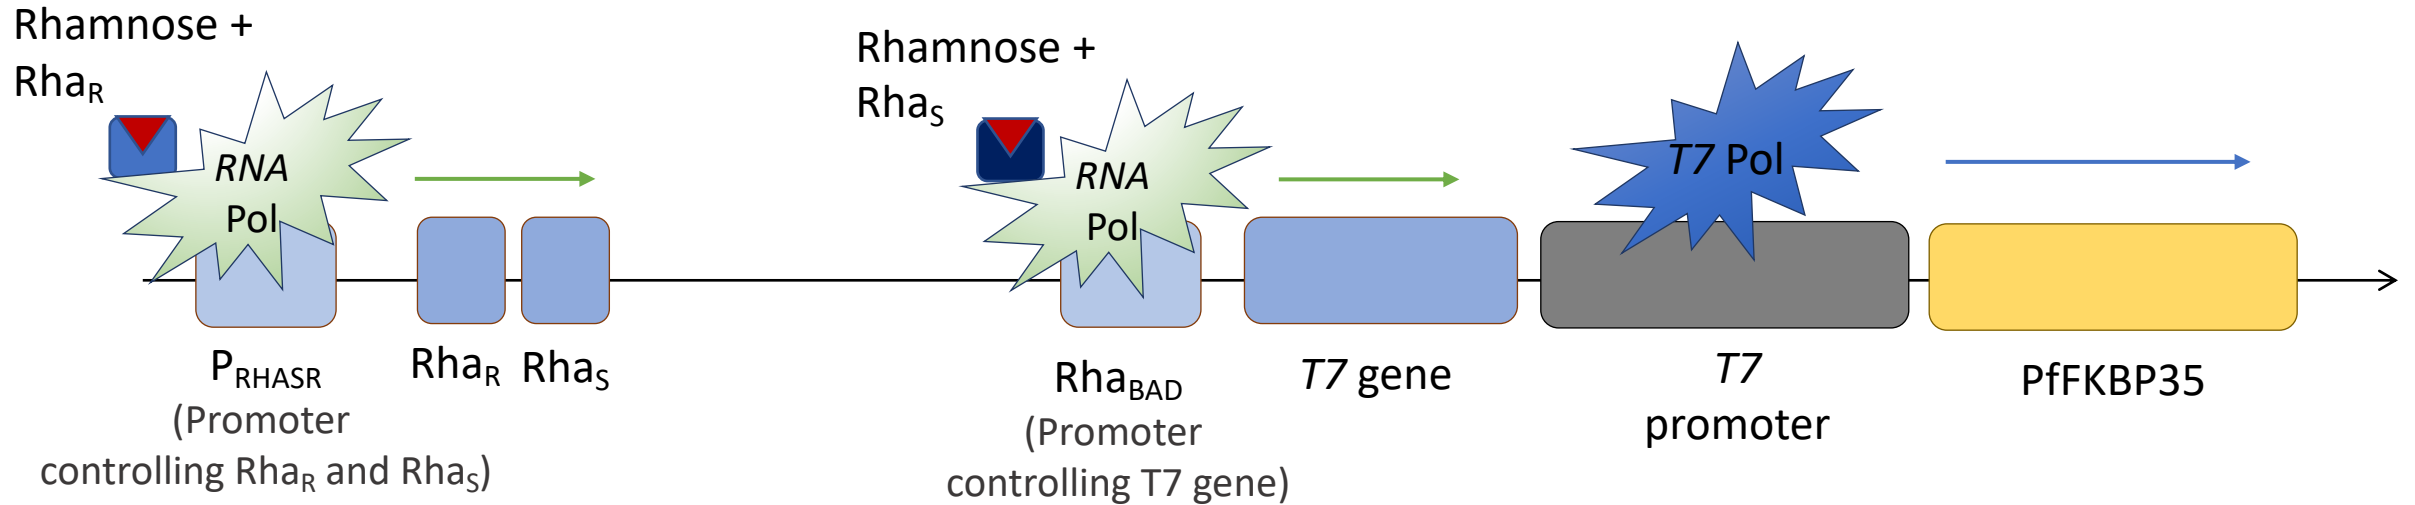 Rhamnose +
RhaR
RNA
Pol
Rhamnose +
RhaS
RNA
Pol
T7 Pol
PRHASR
(Promoter
controlling RhaR and RhaS)
RhaR
RhaS
RhaBAD
(Promoter
controlling T7 gene)
T7 gene
T7
promoter
PfFKBP35